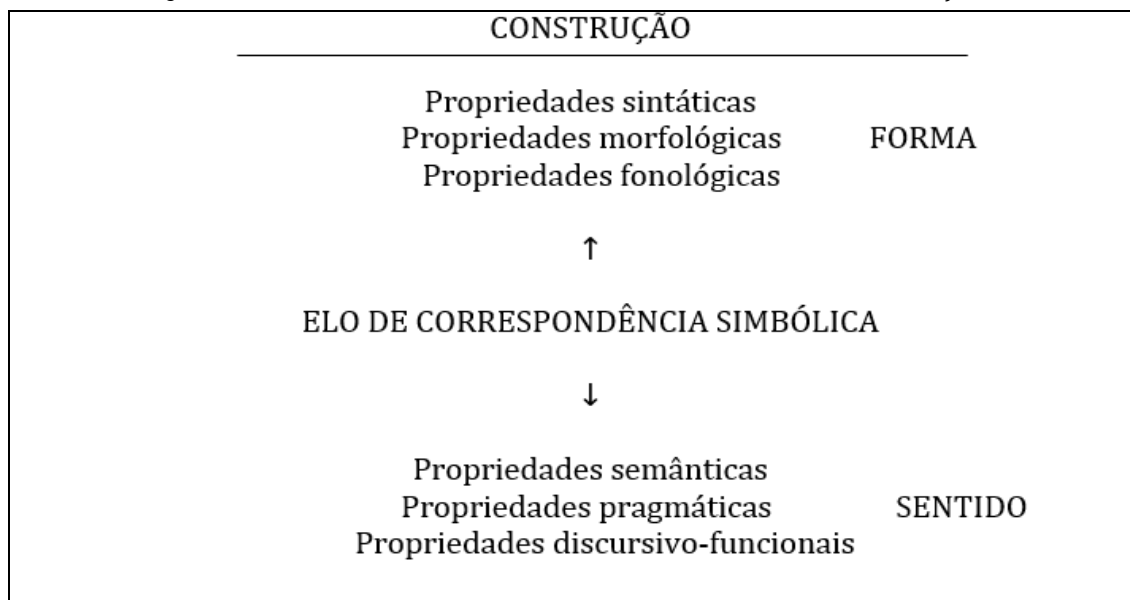 CONSTRUÇÃO
Propriedades sintáticas
Propriedades morfológicas FORMA
Propriedades fonológicas
↑
ELO DE CORRESPONDÊNCIA SIMBÓLICA
↓
Propriedades semânticas
Propriedades pragmáticas SENTIDO
Propriedades discursivo-funcionais